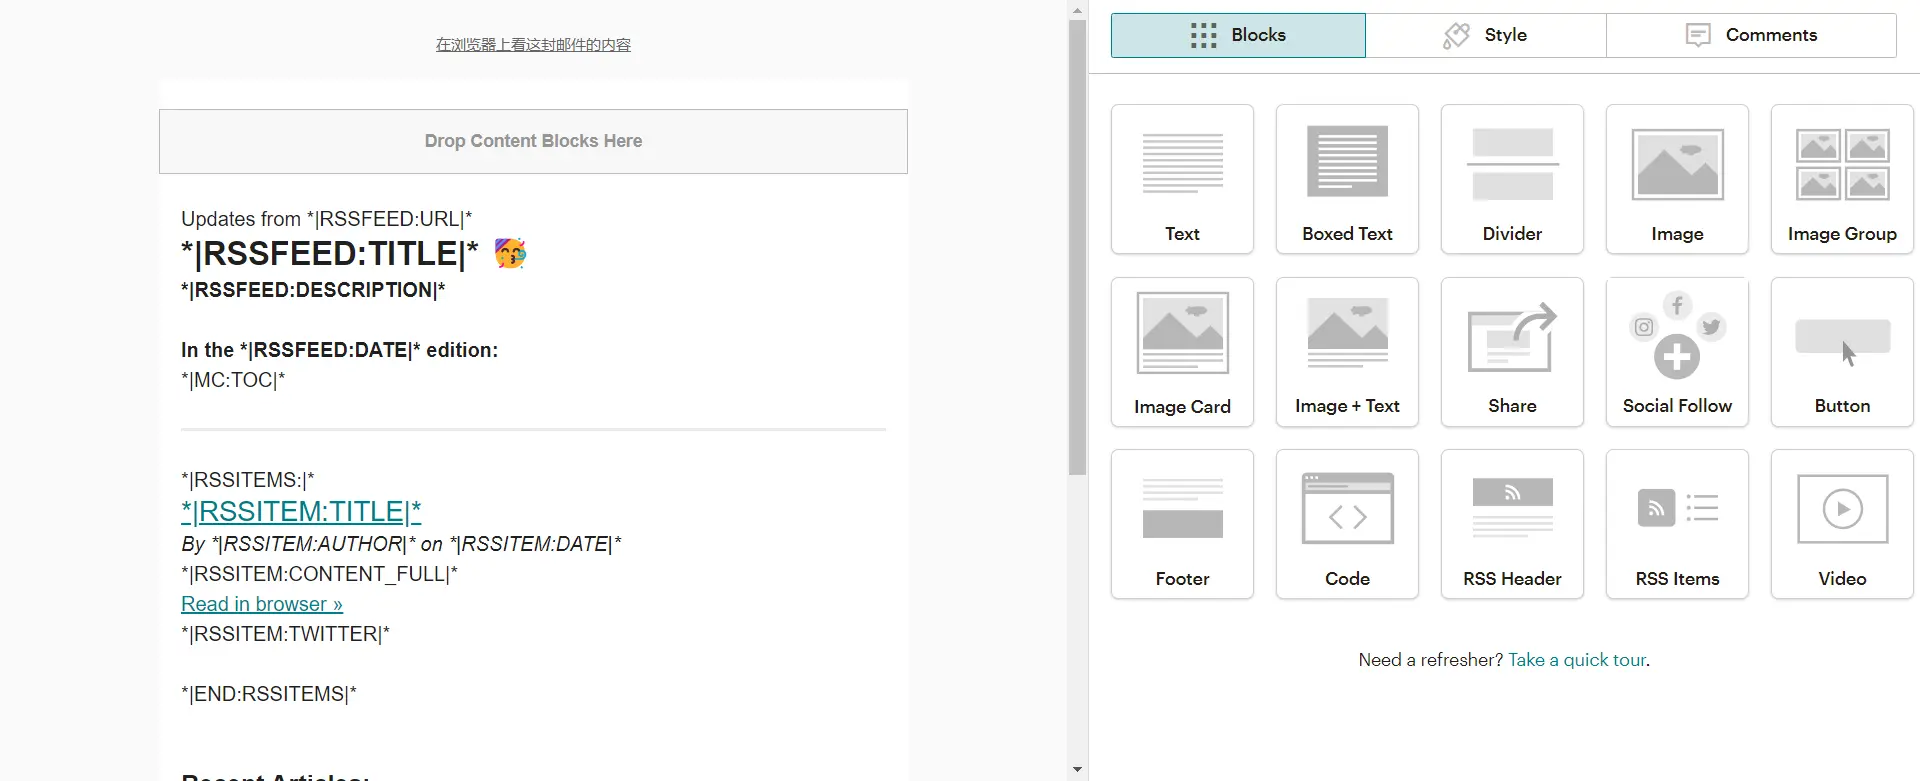 在浏览器上看这封邮件的内容
Drop Content Blocks Here
Updates from *|RSSFEED:URL|*
*|RSSFEED:TITLE|* 🥳
*|RSSFEED:DESCRIPTION|*
In the *|RSSFEED:DATE|* edition:
*|MC:TOC|*
*|RSSITEMS:|*
*|RSSITEM:TITLE|*
By *|RSSITEM:AUTHOR|* on *|RSSITEM:DATE|*
*|RSSITEM:CONTENT_FULL|*
Read in browser »
*|RSSITEM:TWITTER|*
*|END:RSSITEMS|*
Recent Articles:
Blocks
Style
Comments
Text
Boxed Text
Divider
Image
Image Group
Image Card
Image + Text
Share
Social Follow
Button
Footer
Code
RSS Header
RSS Items
Video
Need a refresher? Take a quick tour.